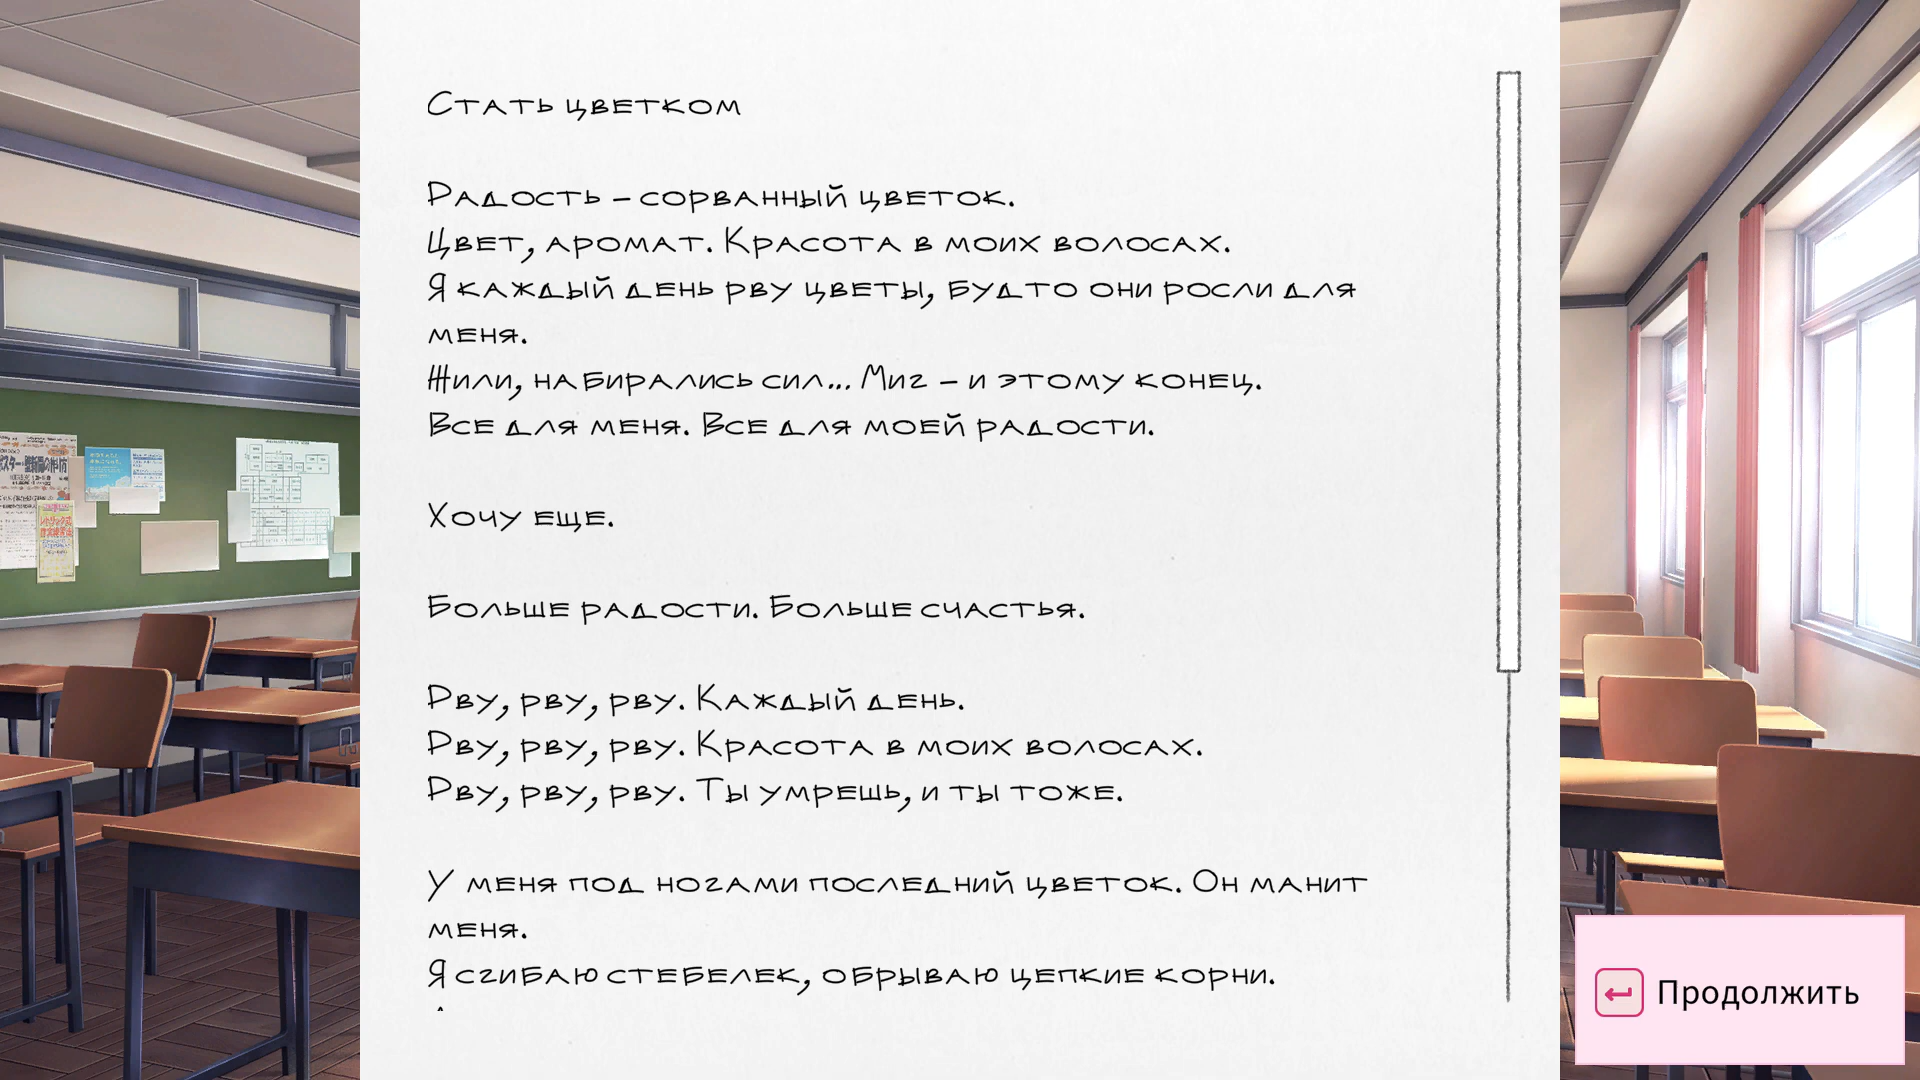 Стать цветком
Радость – сорванный цветок.
Цвет, аромат. Красота в моих волосах.
Я каждый день рву цветы, будто они росли для
меня.
Жили, набирались сил... Миг – и этому конец.
Все для меня. Все для моей радости.
Хочу еще.
Больше радости. Больше счастья.
Рву, рву, рву. Каждый день.
Рву, рву, рву. Красота в моих волосах.
Рву, рву, рву. Ты умрешь, и ты тоже.
У меня под ногами последний цветок. Он манит
меня.
Я сгибаю стебелек, обрываю цепкие корни.
Продолжить